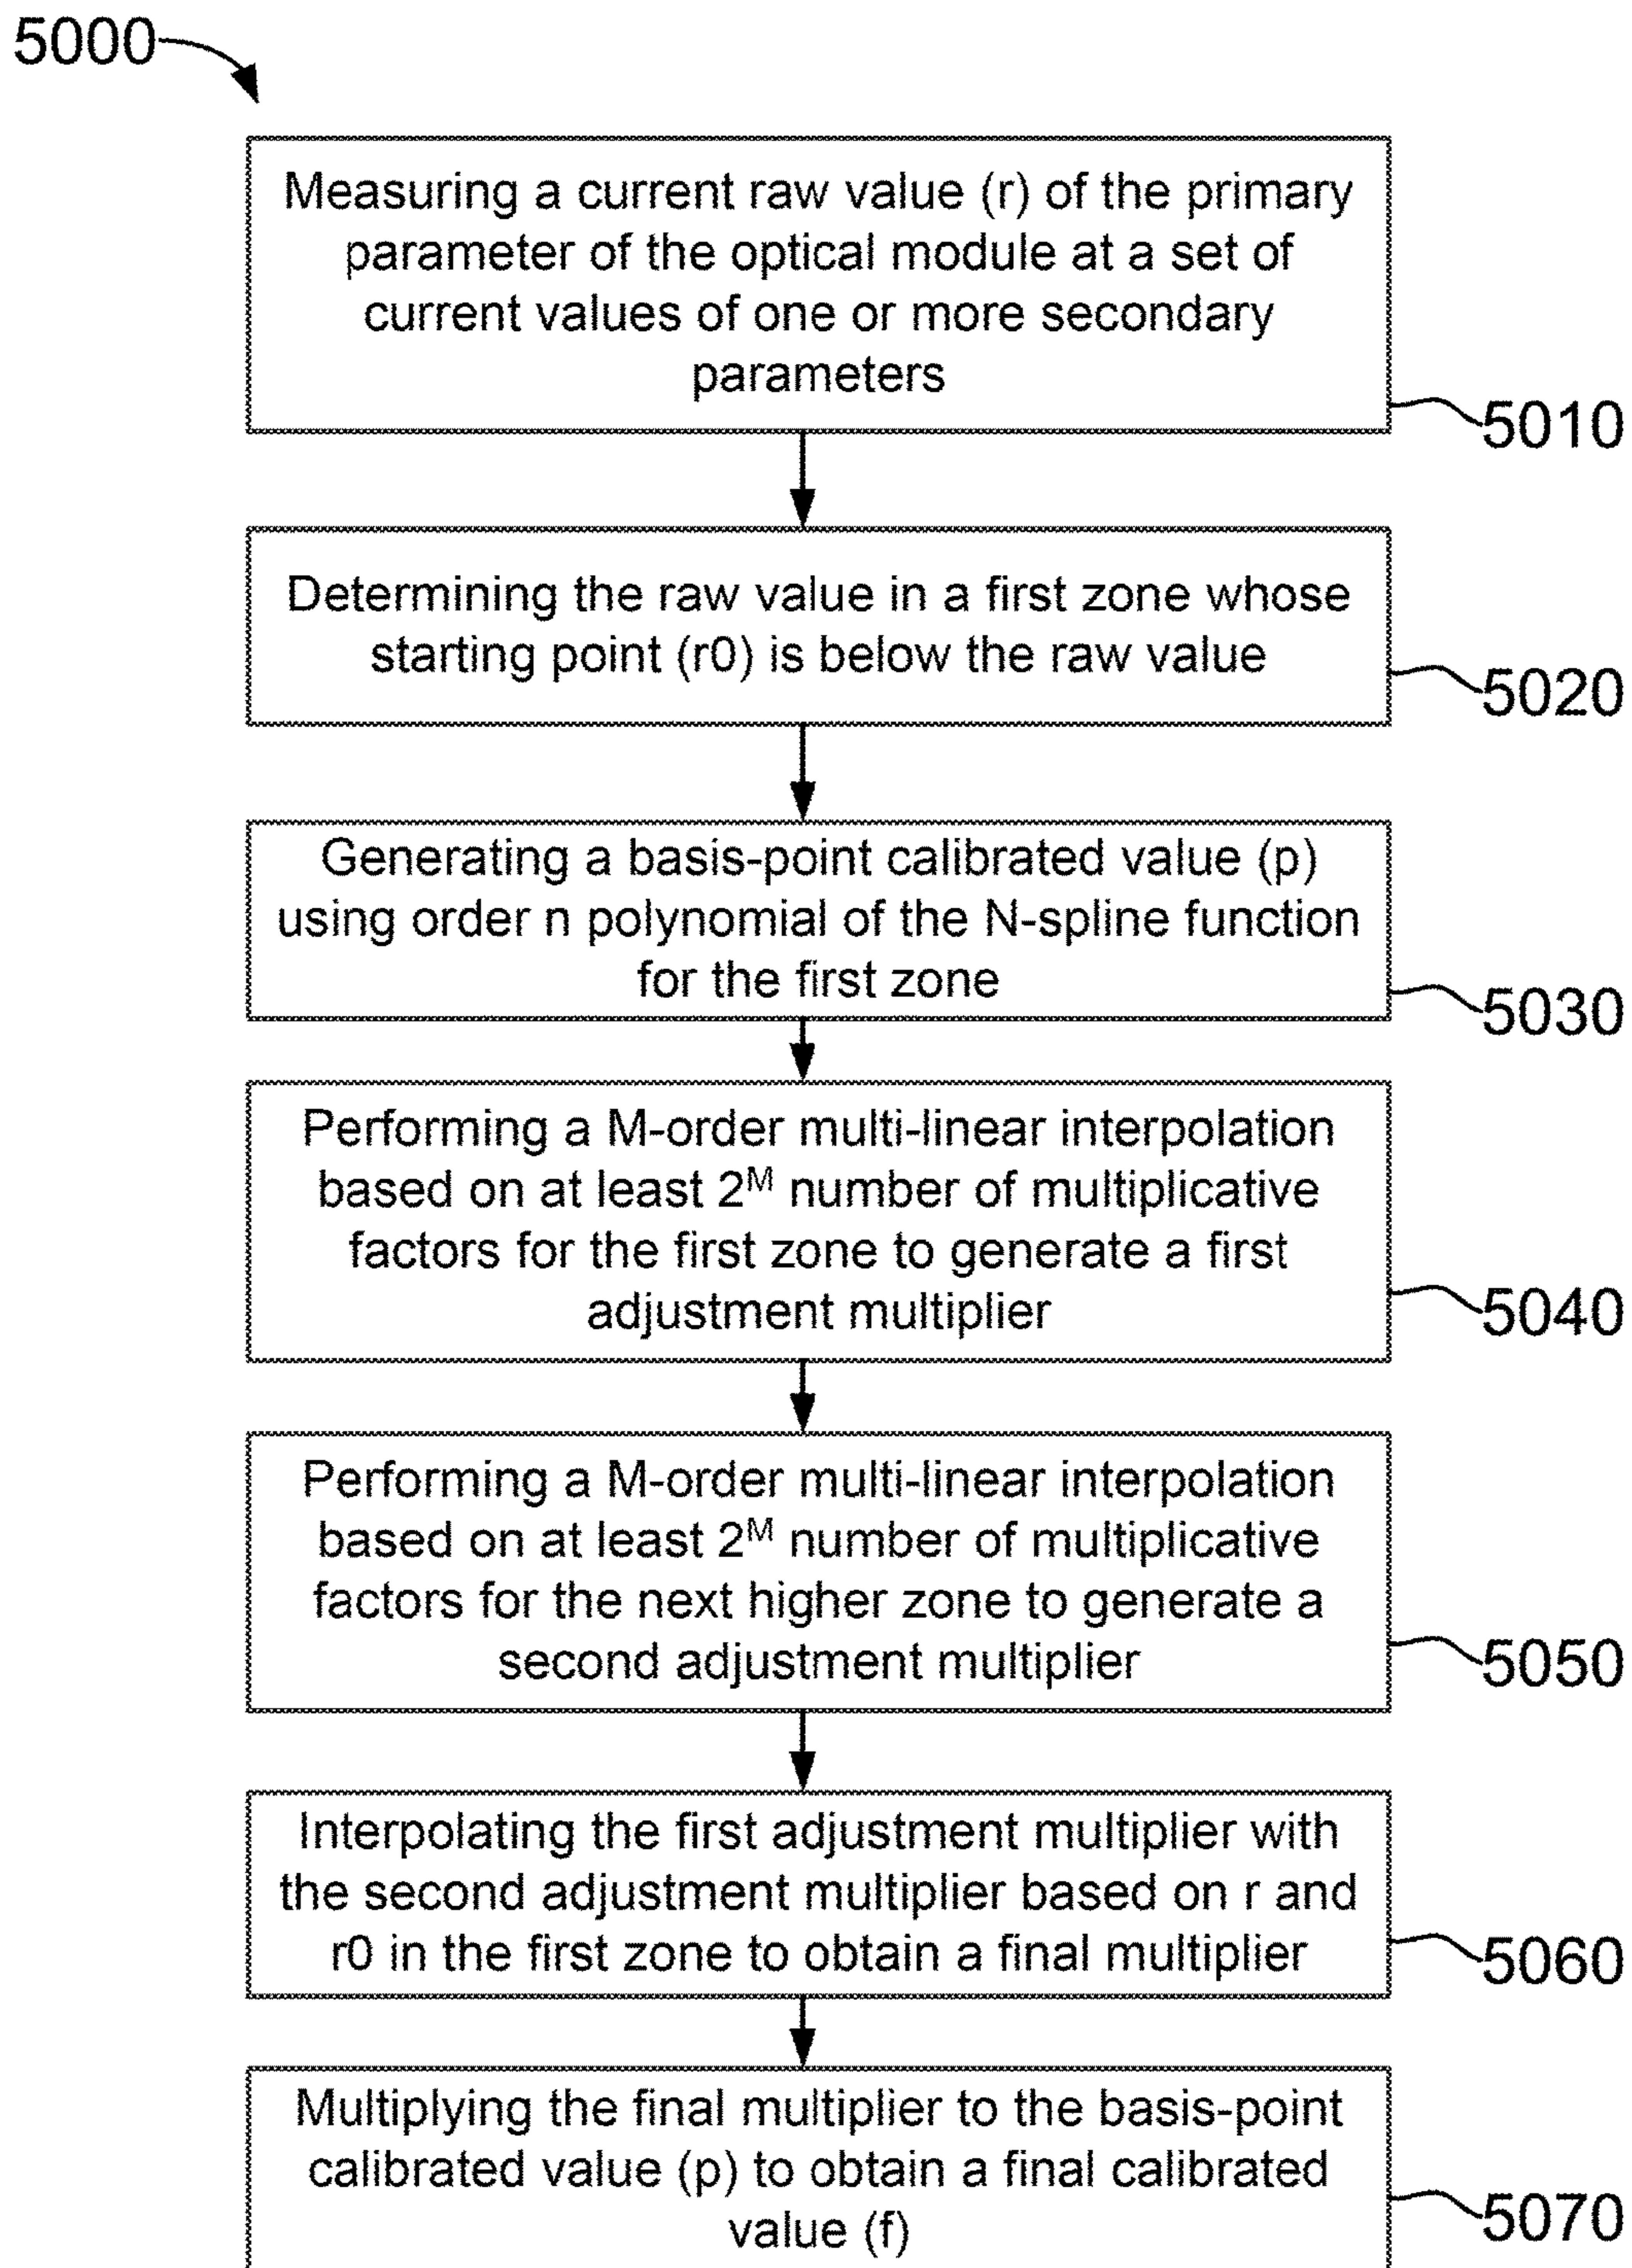 5000
Measuring a current raw value (r) of the primary
parameter of the optical module at a set of
current values of one or more secondary
parameters
5010
Determining the raw value in a first zone whose
starting point (r0) is below the raw value
5020
Generating a basis-point calibrated value (p)
using order n polynomial of the N-spline function
for the first zone
5030
Performing a M-order multi-linear interpolation
based on at least 2ᴹ number of multiplicative
factors for the first zone to generate a first
adjustment multiplier
5040
Performing a M-order multi-linear interpolation
based on at least 2ᴹ number of multiplicative
factors for the next higher zone to generate a
second adjustment multiplier
5050
Interpolating the first adjustment multiplier with
the second adjustment multiplier based on r and
r0 in the first zone to obtain a final multiplier
5060
Multiplying the final multiplier to the basis-point
calibrated value (p) to obtain a final calibrated
value (f)
5070